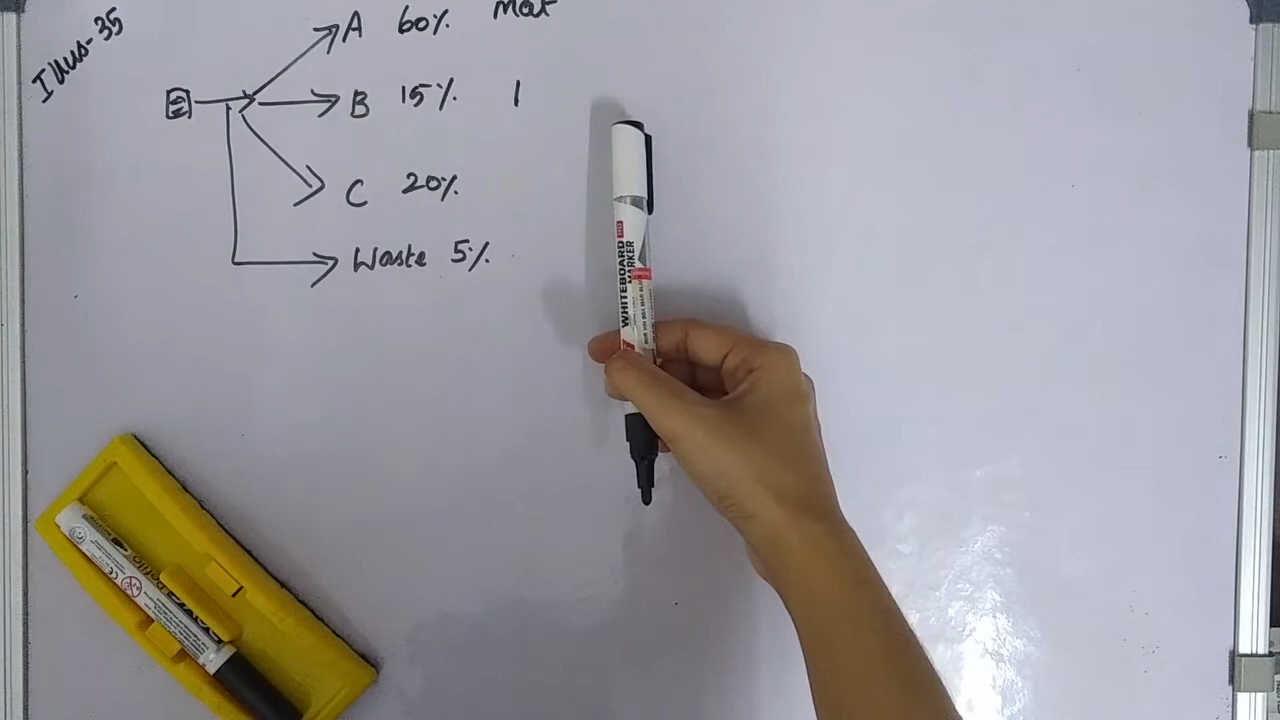 Illus-35
A 60% Mat
B 15% 1
C 20%
Waste 5%
WHITEBOARD
MARKER